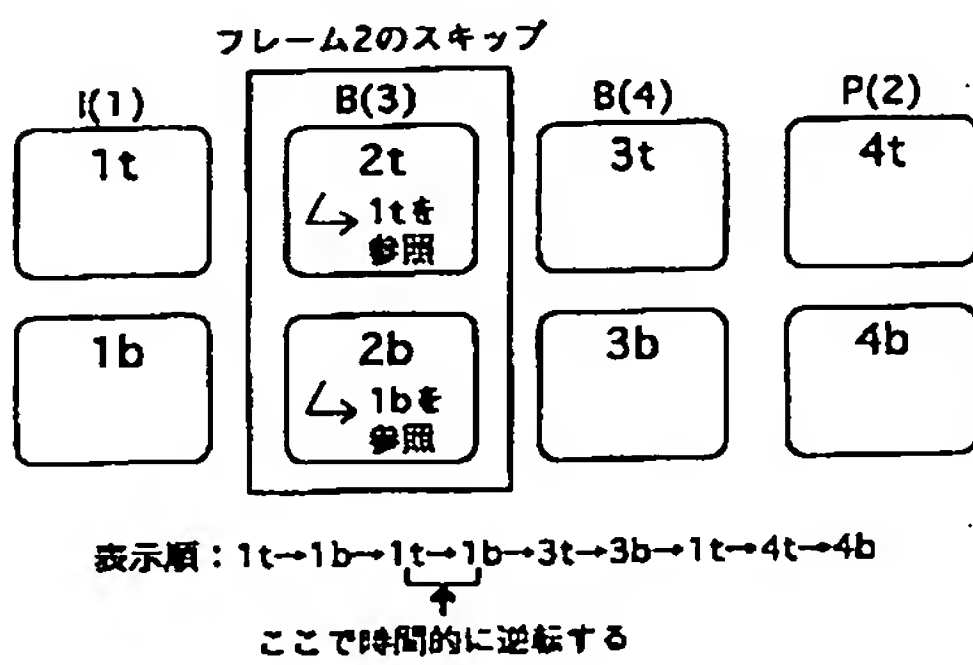 フレーム2のスキップ
I(1) B(3) B(4) P(2)
1t 2t 3t 4t
1tを
参照
1b 2b 3b 4b
1bを
参照
表示順：1t→1b→1t→1b→3t→3b→1t→4t→4b
ここで時間的に逆転する